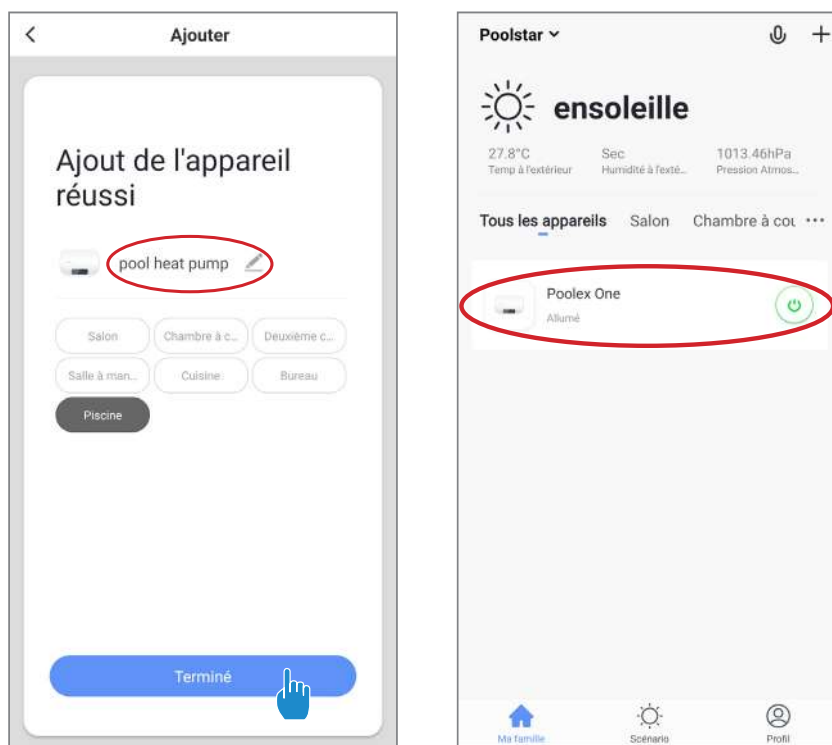 Ajouter
Ajout de l'appareil
réussi
pool heat pump
Salon
Chambre à c...
Deuxième c...
Salle à man...
Cuisine
Bureau
Piscine
Terminé
Poolstar
ensoleille
27.8°C
Sec
1013.46hPa
Temp à l'extérieur
Humidité à l'exté...
Pression Atmos...
Tous les appareils
Salon
Chambre à cou
Poolex One
Allumé
Ma famille
Scénario
Profil